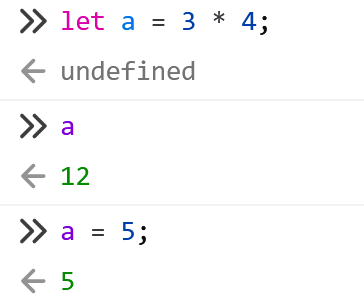 >> let a = 3 * 4;
← undefined
>> a
← 12
>> a = 5;
← 5